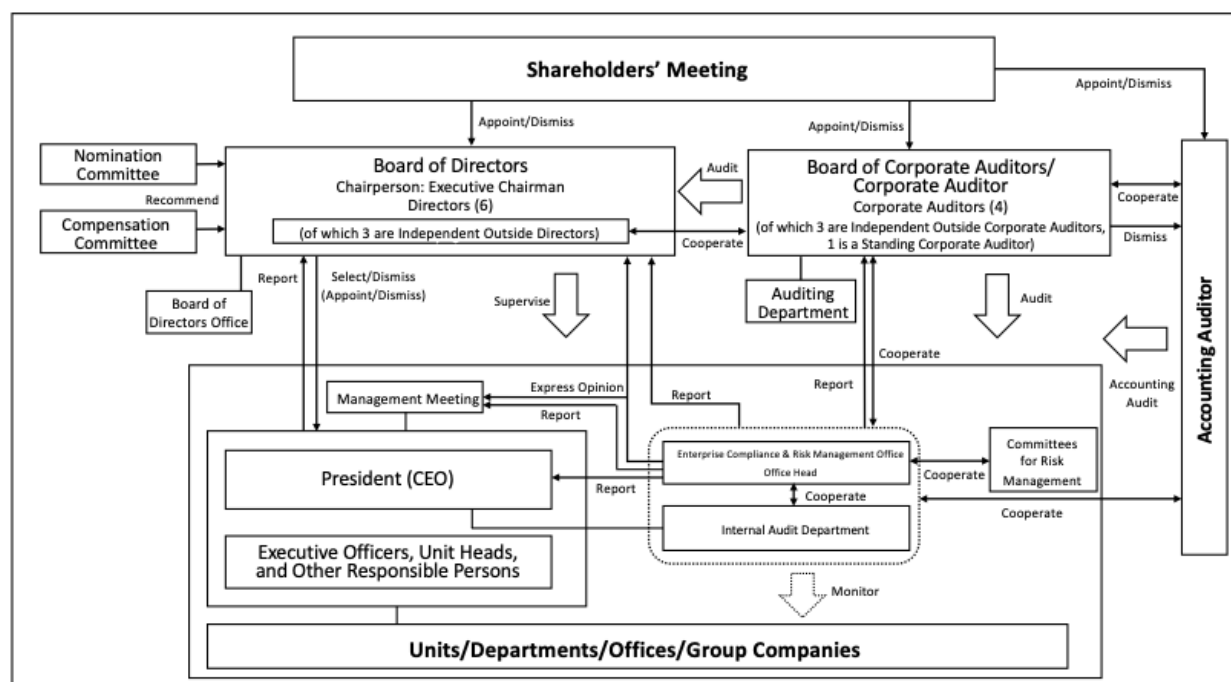 Shareholders' Meeting
Appoint/Dismiss
Appoint/Dismiss
Appoint/Dismiss
Nomination
Committee
Recommend
Compensation
Committee
Board of Directors
Chairperson: Executive Chairman
Directors (6)
(of which 3 are Independent Outside Directors)
Audit
Cooperate
Board of Corporate Auditors/
Corporate Auditor
Corporate Auditors (4)
(of which 3 are Independent Outside Corporate Auditors,
1 is a Standing Corporate Auditor)
Cooperate
Dismiss
Accounting Auditor
Board of
Directors Office
Report
Select/Dismiss
(Appoint/Dismiss)
Supervise
Auditing
Department
Audit
Cooperate
Report
Accounting
Audit
Management Meeting
Express Opinion
Report
Report
President (CEO)
Report
Enterprise Compliance & Risk Management Office
Office Head
Cooperate
Internal Audit Department
Cooperate
Committees
for Risk
Management
Cooperate
Executive Officers, Unit Heads,
and Other Responsible Persons
Monitor
Units/Departments/Offices/Group Companies